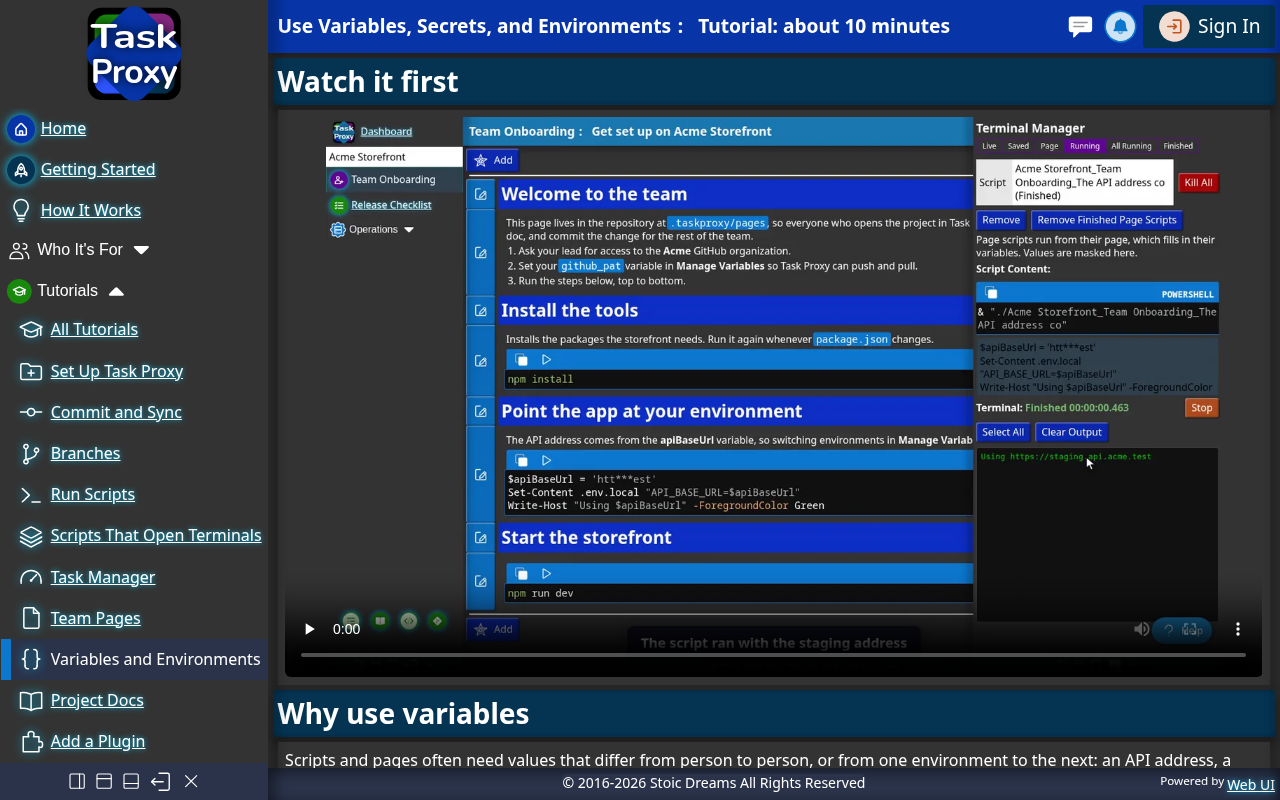 Task
Proxy
Home
Getting Started
How It Works
Who It's For
Tutorials
All Tutorials
Set Up Task Proxy
Commit and Sync
Branches
Run Scripts
Scripts That Open Terminals
Task Manager
Team Pages
Variables and Environments
Project Docs
Add a Plugin
Use Variables, Secrets, and Environments : Tutorial: about 10 minutes
Sign In
Watch it first
Task
Proxy
Dashboard
Acme Storefront
Team Onboarding
Release Checklist
Operations
Team Onboarding : Get set up on Acme Storefront
Add
Welcome to the team
This page lives in the repository at .taskproxy/pages, so everyone who opens the project in Task
doc, and commit the change for the rest of the team.
1. Ask your lead for access to the Acme GitHub organization.
2. Set your github_pat variable in Manage Variables so Task Proxy can push and pull.
3. Run the steps below, top to bottom.
Install the tools
Installs the packages the storefront needs. Run it again whenever package.json changes.
npm install
Point the app at your environment
The API address comes from the apiBaseUrl variable, so switching environments in Manage Variab
$apiBaseUrl = 'htt***est'
Set-Content .env.local "API_BASE_URL=$apiBaseUrl"
Write-Host "Using $apiBaseUrl" -ForegroundColor Green
Start the storefront
npm run dev
Add
Terminal Manager
Live Saved Page Running All Running Finished
Script
Acme Storefront_Team
Onboarding_The API address co
(Finished)
Kill All
Remove
Remove Finished Page Scripts
Page scripts run from their page, which fills in their
variables. Values are masked here.
Script Content:
POWERSHELL
& "./Acme Storefront_Team Onboarding_The
API address co"
$apiBaseUrl = 'htt***est'
Set-Content .env.local
"API_BASE_URL=$apiBaseUrl"
Write-Host "Using $apiBaseUrl" -ForegroundColor
Terminal: Finished 00:00:00.463
Stop
Select All
Clear Output
Using https://staging-api.acme.test
0:00
The script ran with the staging address
? Help
Why use variables
Scripts and pages often need values that differ from person to person, or from one environment to the next: an API address, a
© 2016-2026 Stoic Dreams All Rights Reserved
Powered by Web UI